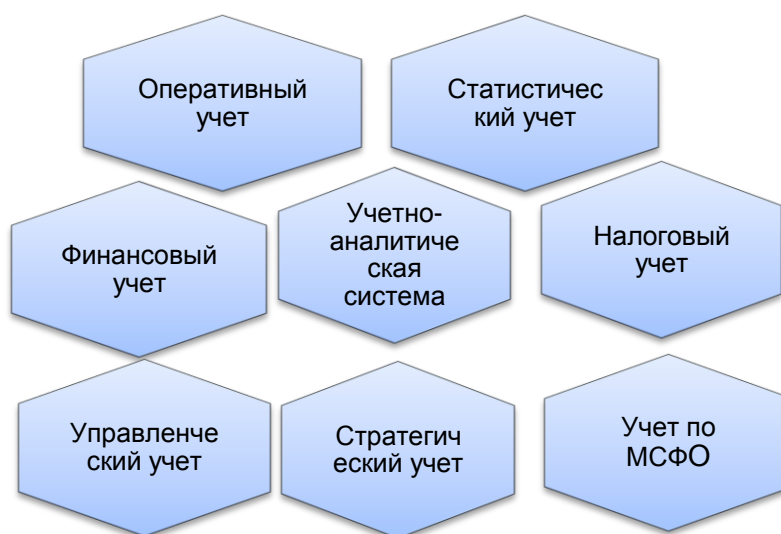 Оперативный
учет
Статистичес
кий учет
Финансовый
учет
Учетно-
аналитиче
ская
система
Налоговый
учет
Управленче
ский учет
Стратегич
еский учет
Учет по
МСФО